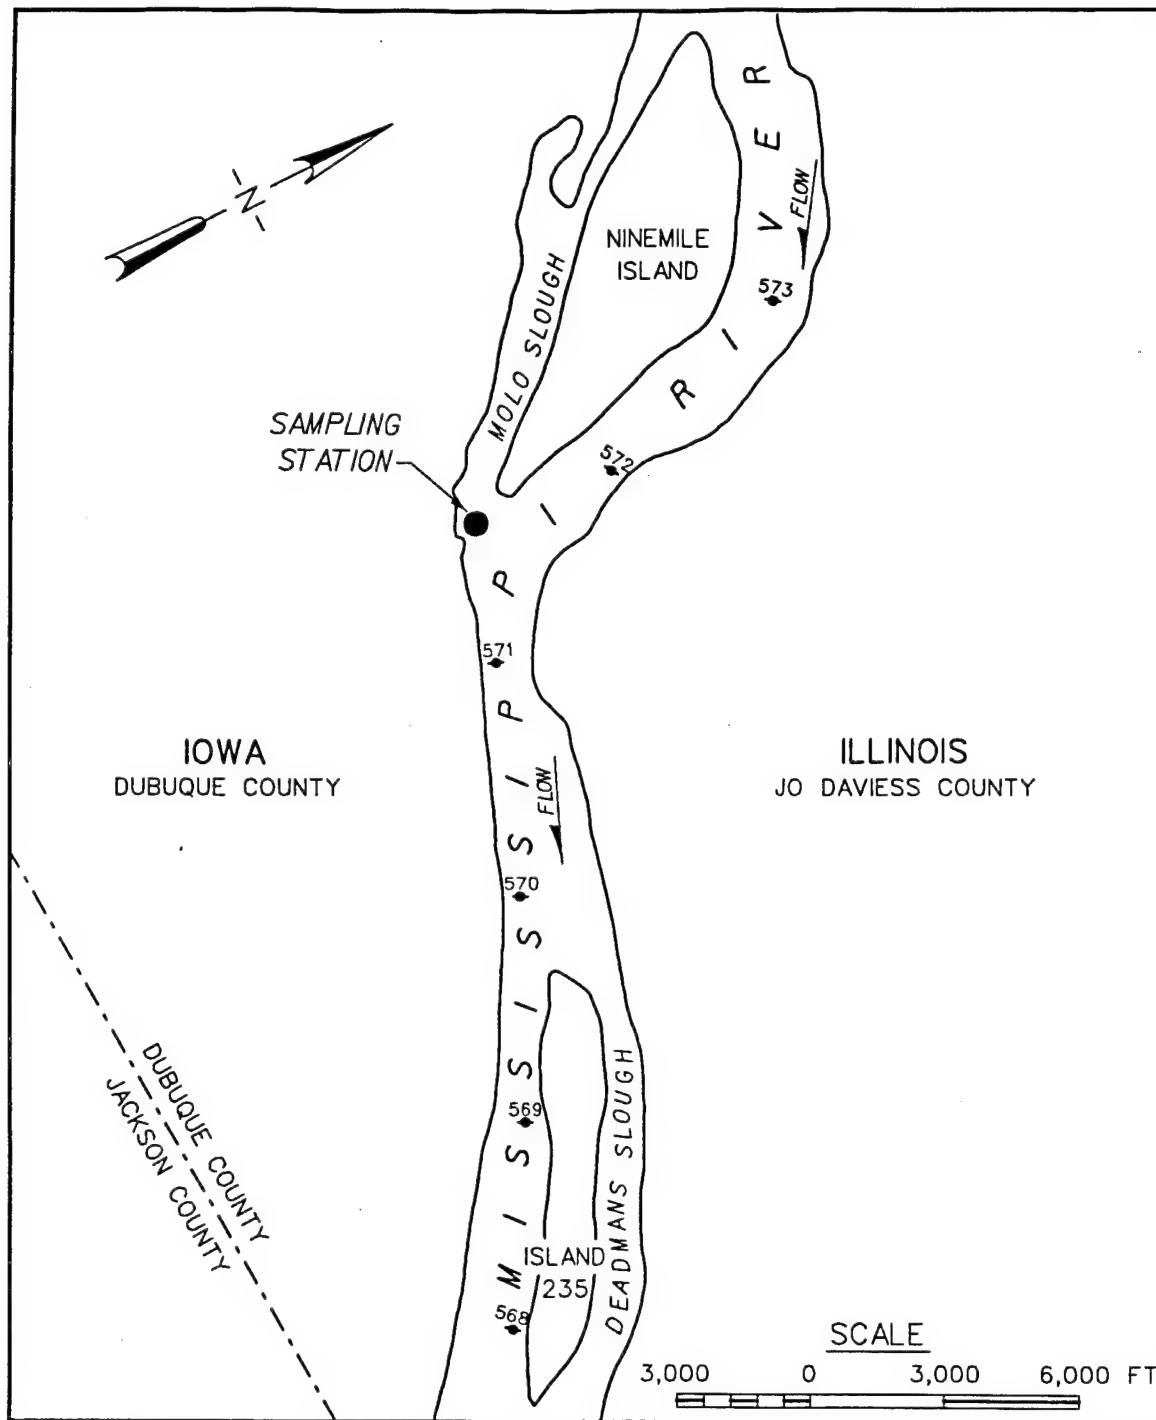 N
NINEMILE
ISLAND
FLOW
573
MOLO SLOUGH
SAMPLING
STATION
572
571
IOWA
DUBUQUE COUNTY
ILLINOIS
JO DAVIESS COUNTY
FLOW
570
MISSISSIPPI RIVER
569
DUBUQUE COUNTY
JACKSON COUNTY
DEADMANS SLOUGH
ISLAND
235
568
SCALE
3,000 0 3,000 6,000 FT